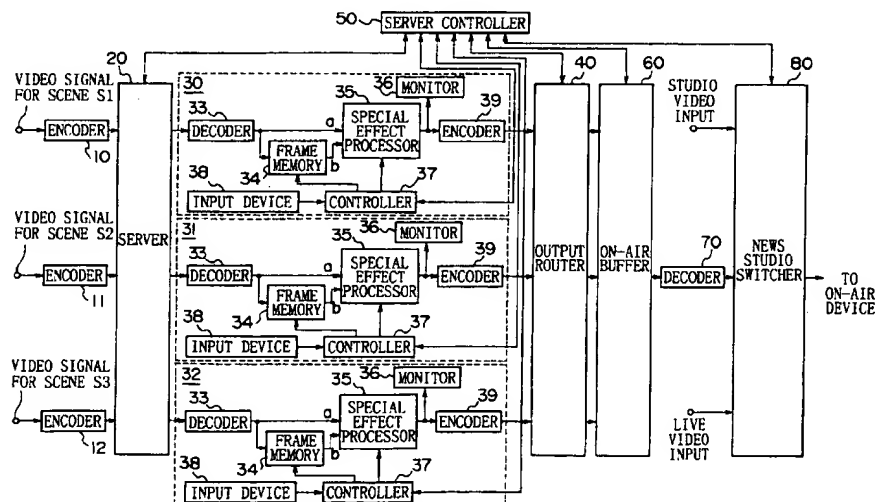 50 SERVER CONTROLLER
20
VIDEO SIGNAL
FOR SCENE S1
ENCODER
10
SERVER
30
33
DECODER
a
FRAME
MEMORY
34
b
35
SPECIAL
EFFECT
PROCESSOR
36
MONITOR
39
ENCODER
38
INPUT DEVICE
37
CONTROLLER
VIDEO SIGNAL
FOR SCENE S2
ENCODER
11
31
33
DECODER
a
FRAME
MEMORY
34
b
35
SPECIAL
EFFECT
PROCESSOR
36
MONITOR
39
ENCODER
38
INPUT DEVICE
37
CONTROLLER
VIDEO SIGNAL
FOR SCENE S3
ENCODER
12
32
33
DECODER
a
FRAME
MEMORY
34
b
35
SPECIAL
EFFECT
PROCESSOR
36
MONITOR
39
ENCODER
38
INPUT DEVICE
37
CONTROLLER
40
OUTPUT
ROUTER
60
ON-AIR
BUFFER
70
DECODER
STUDIO
VIDEO
INPUT
80
NEWS
STUDIO
SWITCHER
TO
ON-AIR
DEVICE
LIVE
VIDEO
INPUT